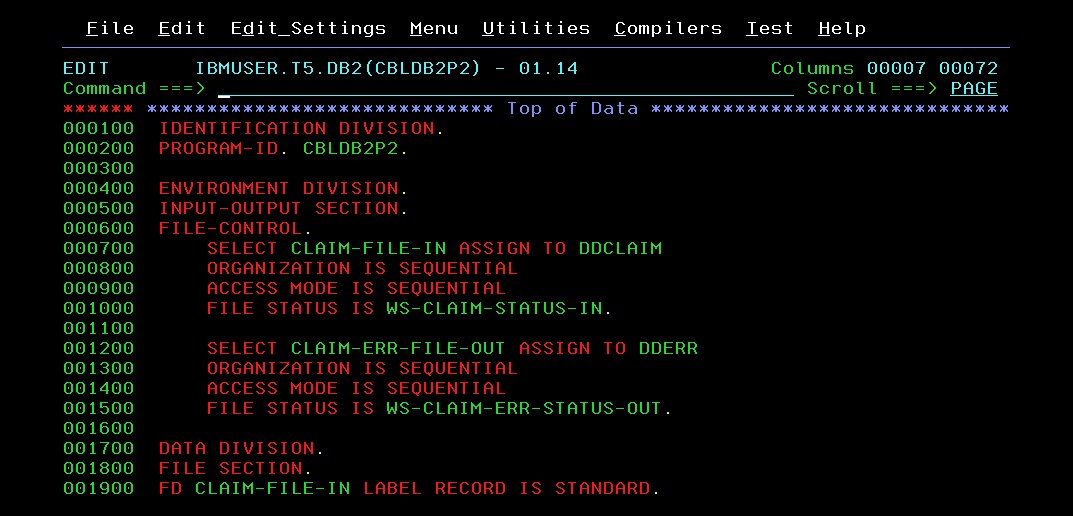 File Edit Edit_Settings Menu Utilities Compilers Test Help
EDIT IBMUSER.T5.DB2(CBLDB2P2) - 01.14 Columns 00007 00072
Command ===> Scroll ===> PAGE
****** ***************************** Top of Data ******************************
000100 IDENTIFICATION DIVISION.
000200 PROGRAM-ID. CBLDB2P2.
000300
000400 ENVIRONMENT DIVISION.
000500 INPUT-OUTPUT SECTION.
000600 FILE-CONTROL.
000700 SELECT CLAIM-FILE-IN ASSIGN TO DDCLAIM
000800 ORGANIZATION IS SEQUENTIAL
000900 ACCESS MODE IS SEQUENTIAL
001000 FILE STATUS IS WS-CLAIM-STATUS-IN.
001100
001200 SELECT CLAIM-ERR-FILE-OUT ASSIGN TO DDERR
001300 ORGANIZATION IS SEQUENTIAL
001400 ACCESS MODE IS SEQUENTIAL
001500 FILE STATUS IS WS-CLAIM-ERR-STATUS-OUT.
001600
001700 DATA DIVISION.
001800 FILE SECTION.
001900 FD CLAIM-FILE-IN LABEL RECORD IS STANDARD.